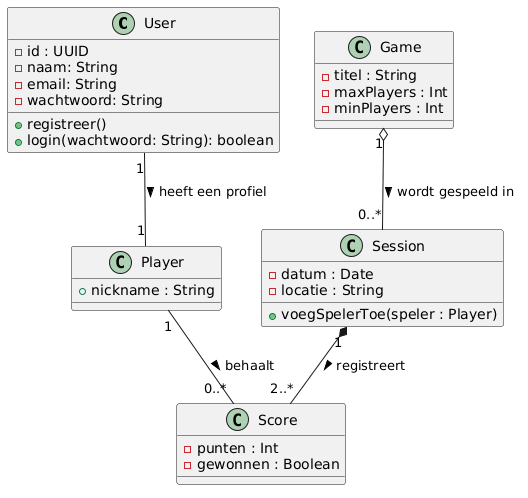 C User
- id : UUID
- naam: String
- email: String
- wachtwoord: String
registreer()
login(wachtwoord: String): boolean
C Game
titel : String
maxPlayers : Int
minPlayers : Int
1
heeft een profiel
1
1
wordt gespeeld in
0..*
C Player
nickname : String
C Session
datum : Date
locatie : String
voegSpelerToe(speler : Player)
1
behaalt
0..*
1
registreert
2..*
C Score
punten : Int
gewonnen : Boolean